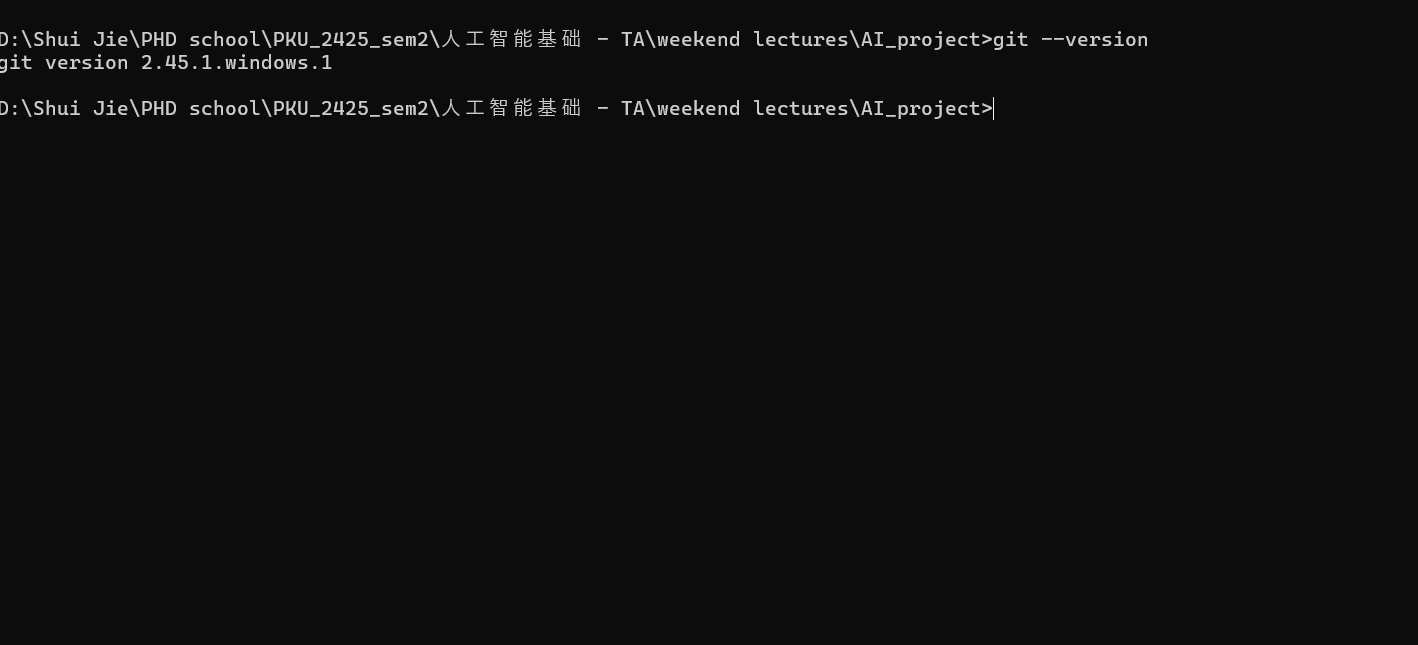 D:\Shui Jie\PHD school\PKU_2425_sem2\人工智能基础 - TA\weekend lectures\AI_project>git --version
git version 2.45.1.windows.1
D:\Shui Jie\PHD school\PKU_2425_sem2\人工智能基础 - TA\weekend lectures\AI_project>